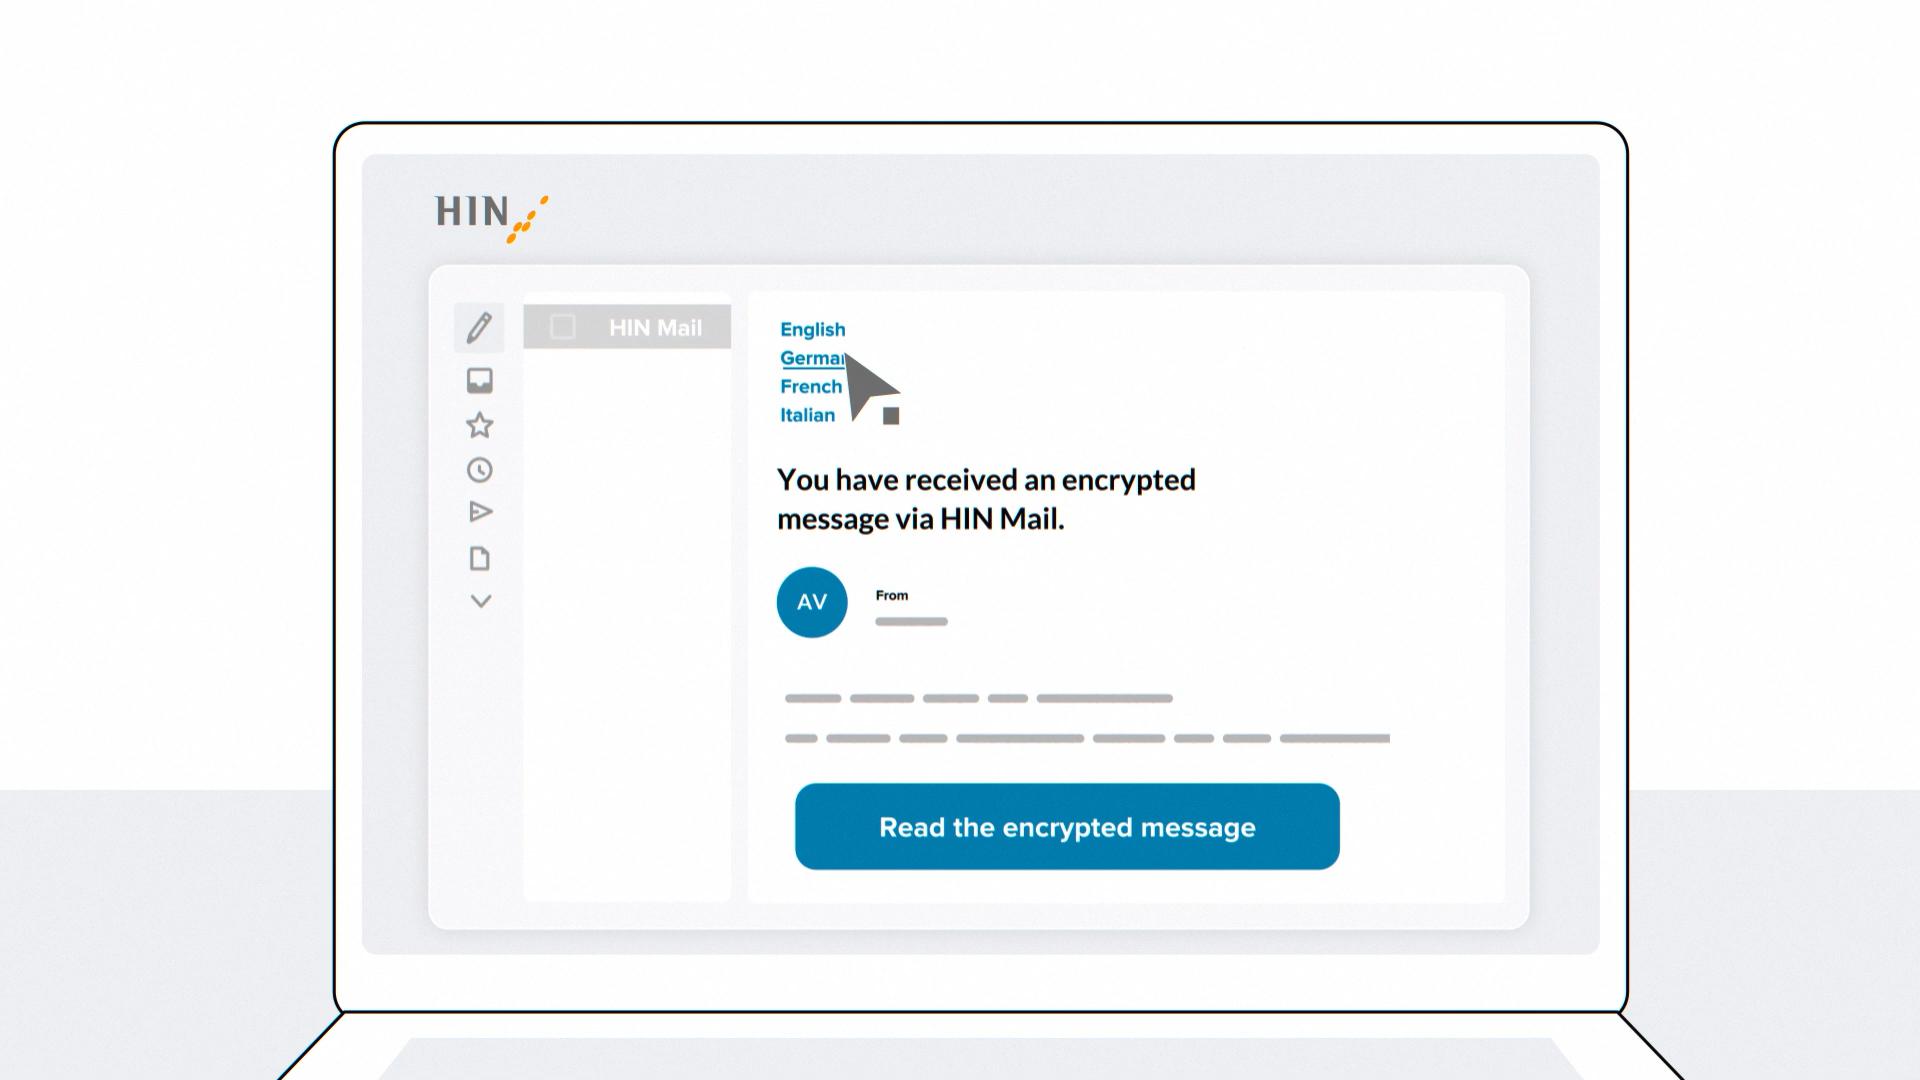 HIN
HIN Mail
English
German
French
Italian
You have received an encrypted
message via HIN Mail.
AV
From
Read the encrypted message